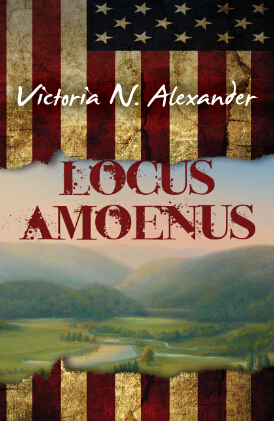 Victoria N. Alexander
LOCUS
AMOENUS